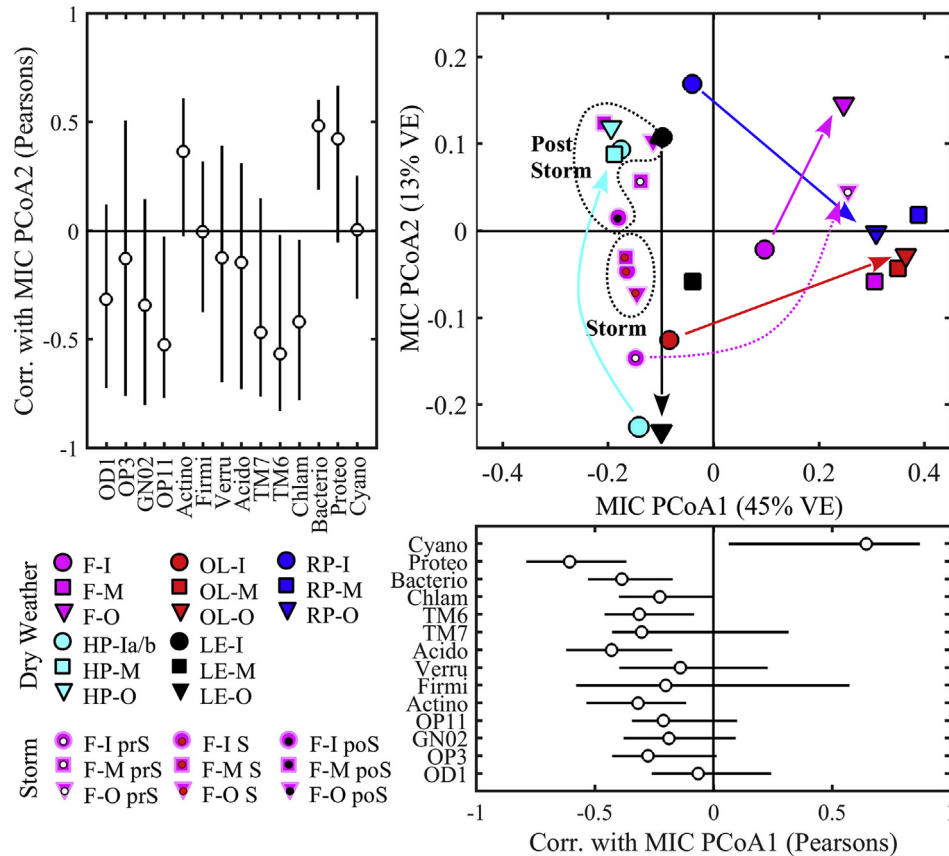 Corr. with MIC PCoA2 (Pearsons)
1
0.5
0
-0.5
-1
OD1
OP3
GN02
OP11
Actino
Firmi
Verru
Acido
TM7
TM6
Chlam
Bacterio
Proteo
Cyano
MIC PCoA2 (13% VE)
0.2
0.1
0
-0.1
-0.2
Post
Storm
Storm
-0.4
-0.2
0
0.2
0.4
MIC PCoA1 (45% VE)
Dry Weather
F-I
OL-I
RP-I
F-M
OL-M
RP-M
F-O
OL-O
RP-O
HP-Ia/b
LE-I
HP-M
LE-M
HP-O
LE-O
Storm
F-I prS
F-I S
F-I poS
F-M prS
F-M S
F-M poS
F-O prS
F-O S
F-O poS
Cyano
Proteo
Bacterio
Chlam
TM6
TM7
Acido
Verru
Firmi
Actino
OP11
GN02
OP3
OD1
-1
-0.5
0
0.5
1
Corr. with MIC PCoA1 (Pearsons)